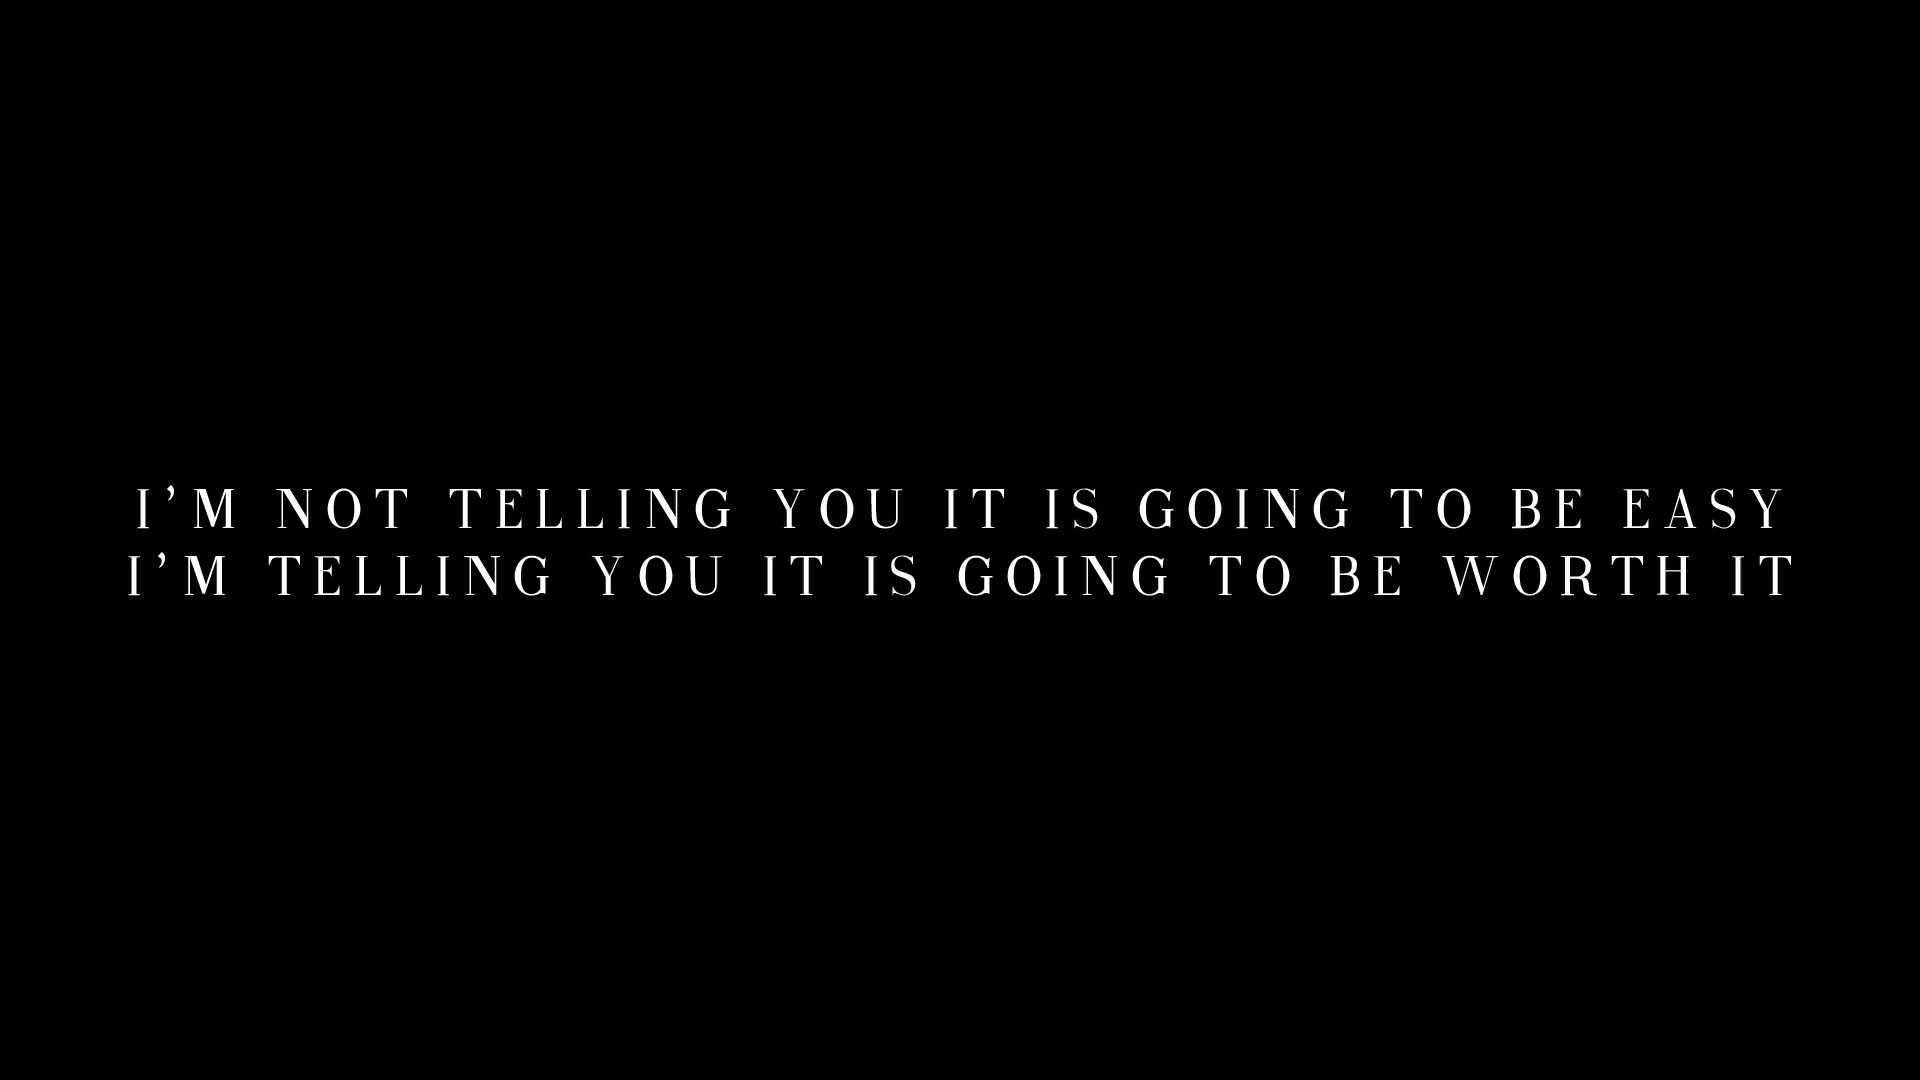 I’M NOT TELLING YOU IT IS GOING TO BE EASY
I’M TELLING YOU IT IS GOING TO BE WORTH IT